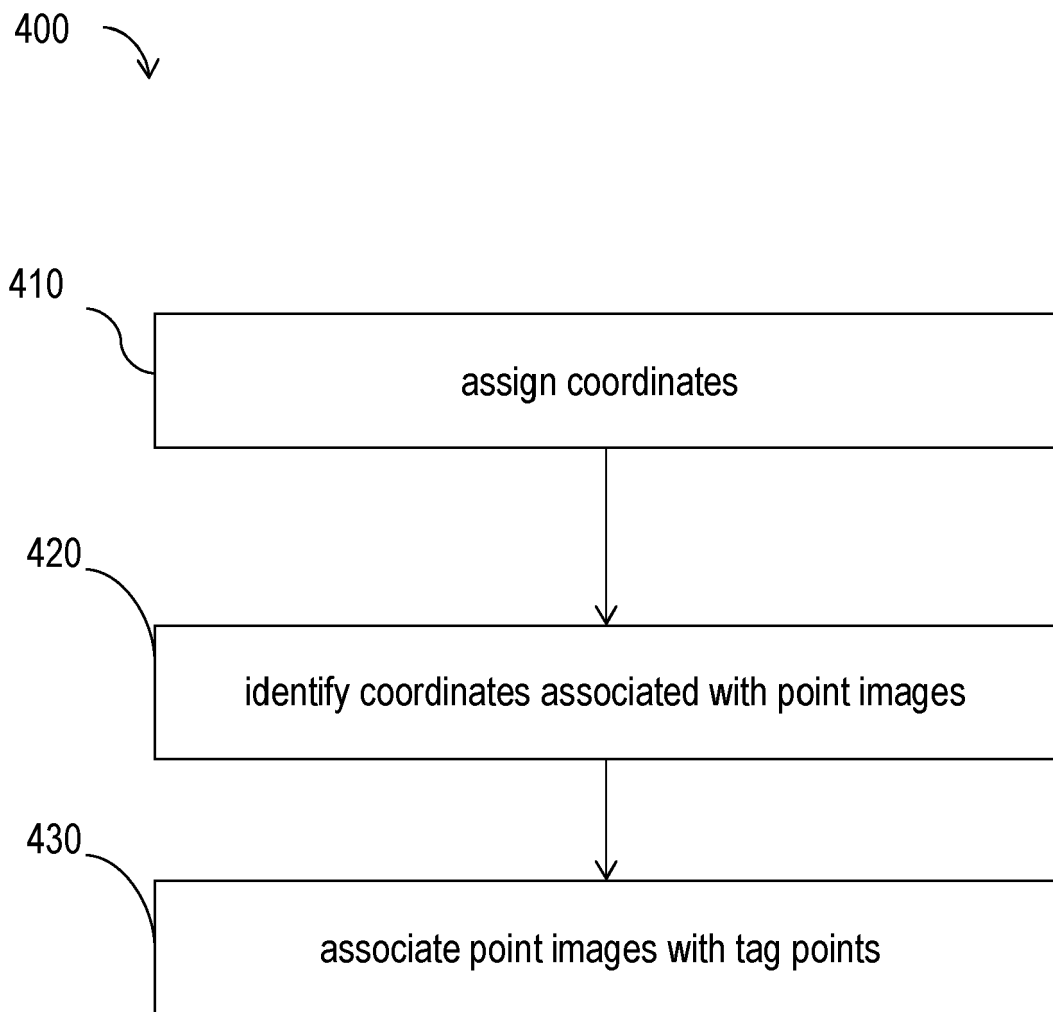 400
410
assign coordinates
420
identify coordinates associated with point images
430
associate point images with tag points